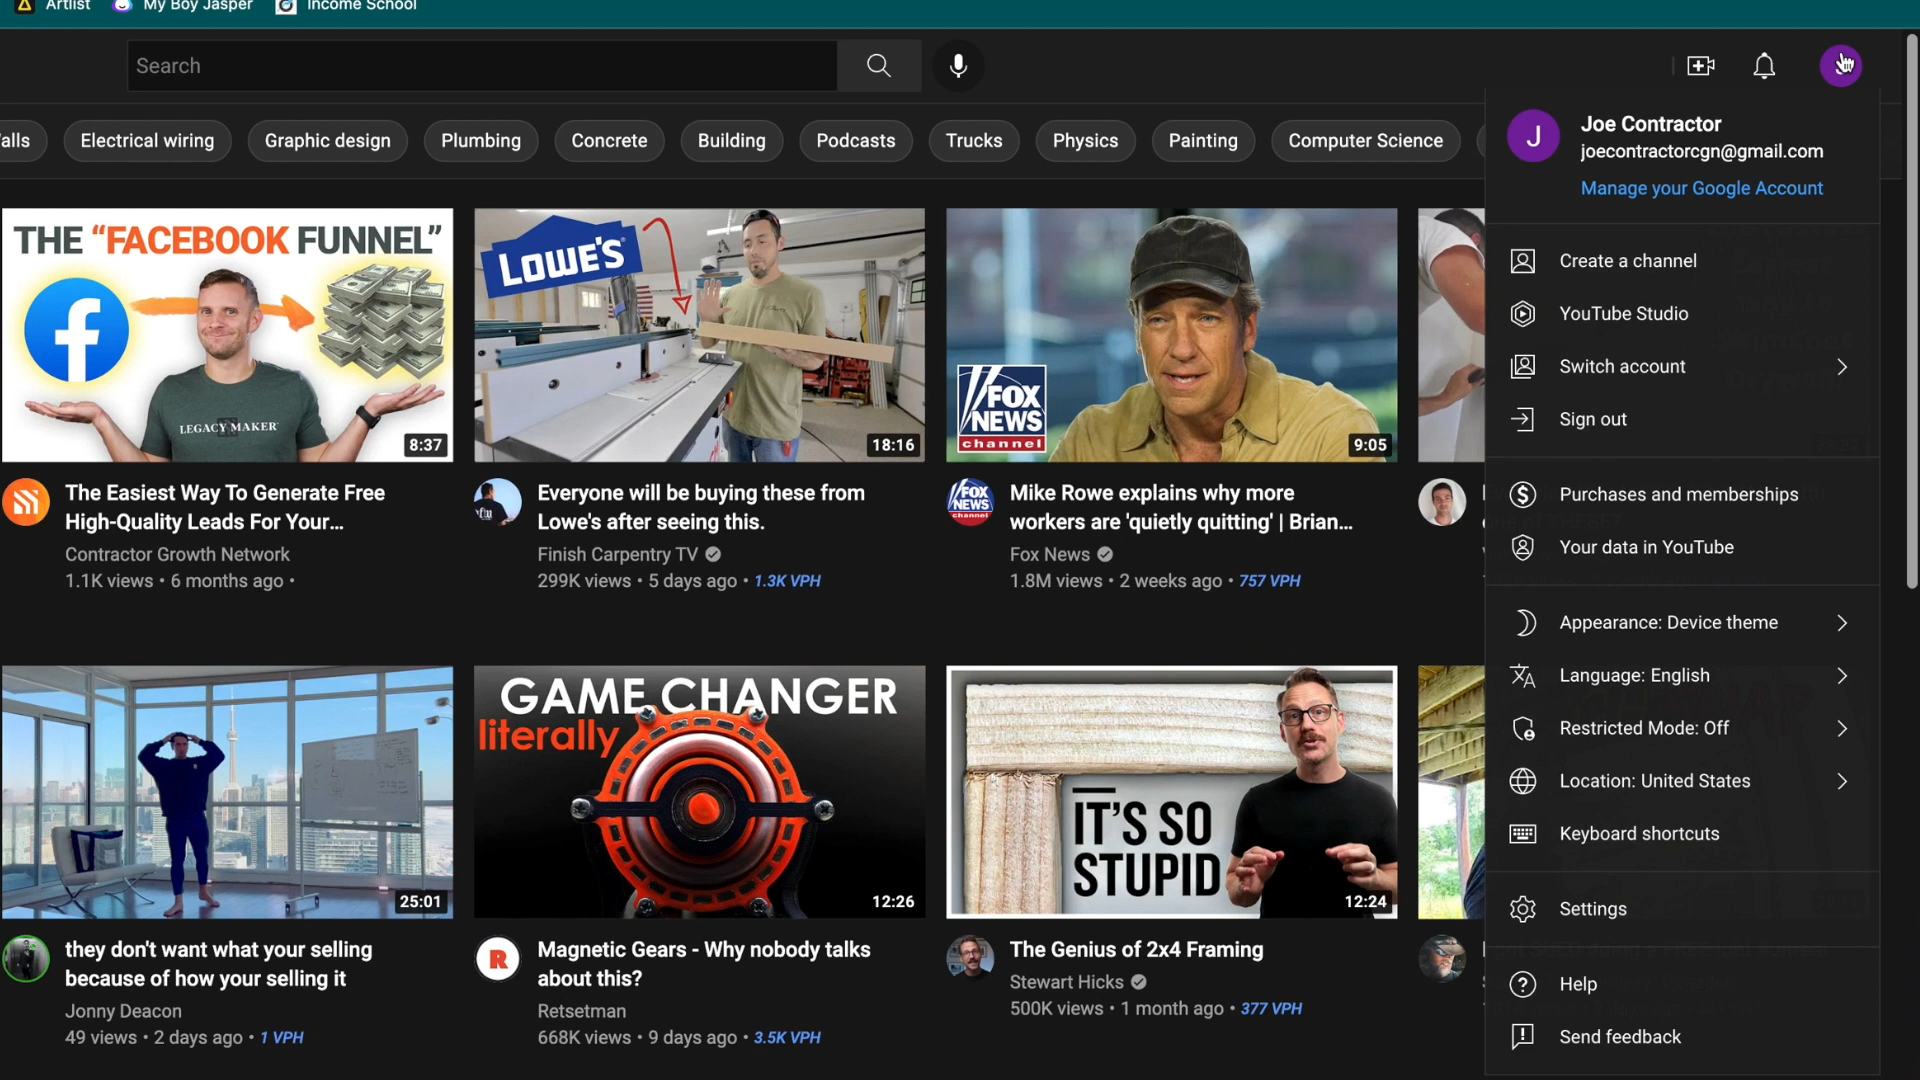 Artlist My Boy Jasper Income School
Search
alls Electrical wiring Graphic design Plumbing Concrete Building Podcasts Trucks Physics Painting Computer Science
Joe Contractor
joecontractorcgn@gmail.com
Manage your Google Account
Create a channel
YouTube Studio
Switch account
Sign out
Purchases and memberships
Your data in YouTube
Appearance: Device theme
Language: English
Restricted Mode: Off
Location: United States
Keyboard shortcuts
Settings
Help
Send feedback
J
THE “FACEBOOK FUNNEL”
f
LEGACY MAKER
8:37
The Easiest Way To Generate Free
High-Quality Leads For Your...
Contractor Growth Network
1.1K views • 6 months ago •
LOWE'S
18:16
Everyone will be buying these from
Lowe's after seeing this.
Finish Carpentry TV
299K views • 5 days ago • 1.3K VPH
FOX
NEWS
channel
9:05
FOX
NEWS
channel
Mike Rowe explains why more
workers are 'quietly quitting' | Brian...
Fox News
1.8M views • 2 weeks ago • 757 VPH
25:01
they don't want what your selling
because of how your selling it
Jonny Deacon
49 views • 2 days ago • 1 VPH
GAME CHANGER
literally
12:26
R
Magnetic Gears - Why nobody talks
about this?
Retsetman
668K views • 9 days ago • 3.5K VPH
IT'S SO
STUPID
12:24
The Genius of 2x4 Framing
Stewart Hicks
500K views • 1 month ago • 377 VPH